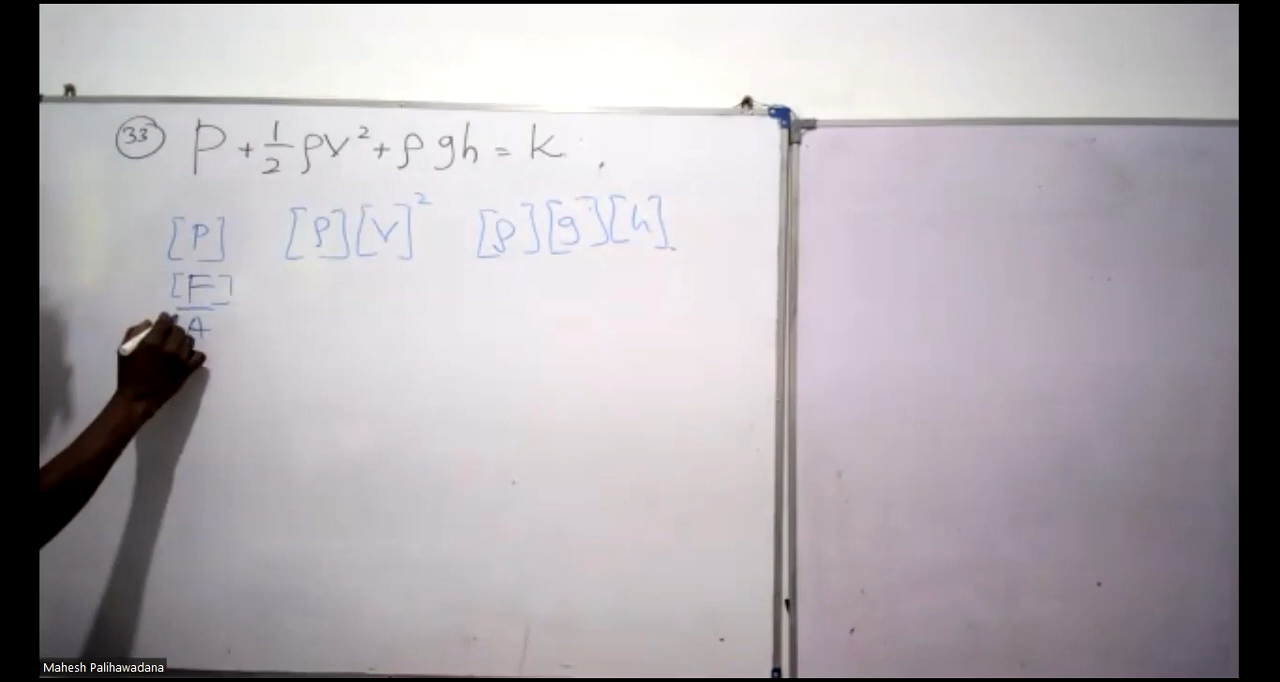 33 P + 1/2 ρv² + ρgh = k .
[P] [ρ][v]² [ρ][g][h]
[F]
[A
Mahesh Palihawadana